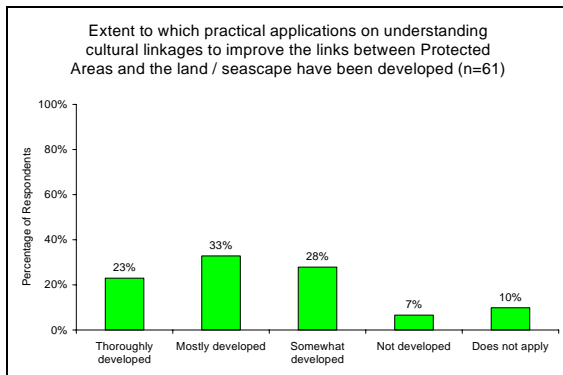 Extent to which practical applications on understanding
cultural linkages to improve the links between Protected
Areas and the land / seascape have been developed (n=61)
Percentage of Respondents
100%
80%
60%
40%
20%
0%
23%
33%
28%
7%
10%
Thoroughly
developed
Mostly developed
Somewhat
developed
Not developed
Does not apply